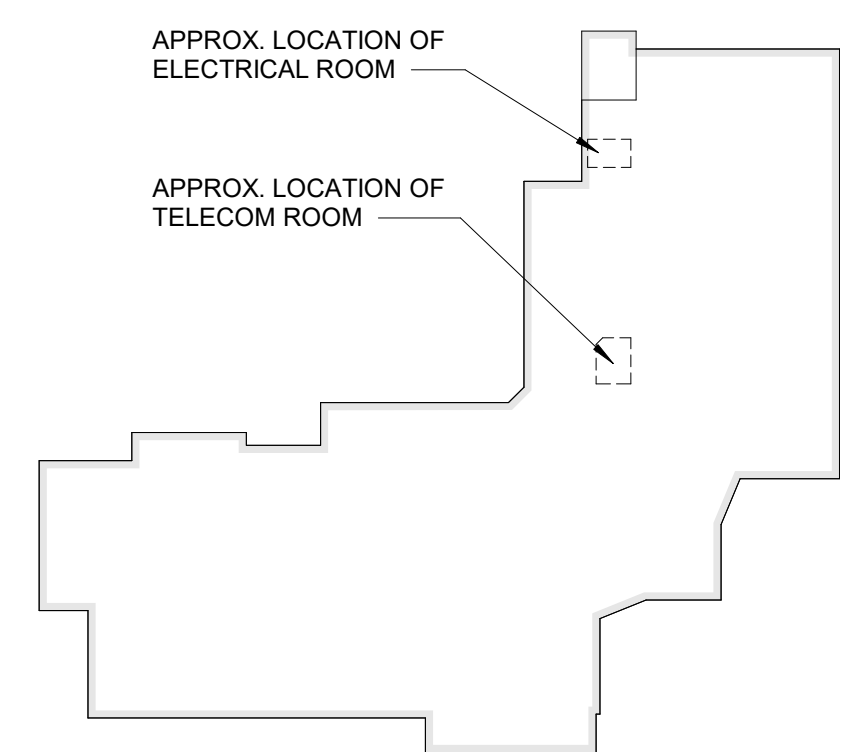 APPROX. LOCATION OF
ELECTRICAL ROOM
APPROX. LOCATION OF
TELECOM ROOM